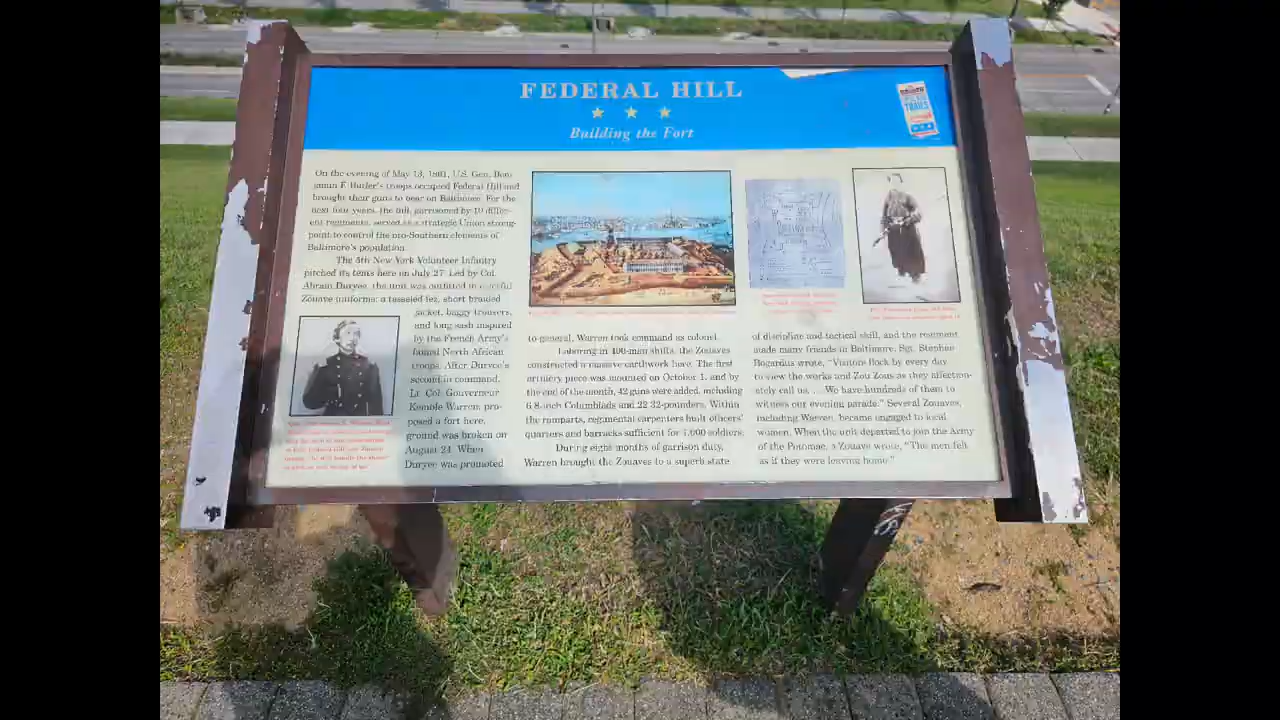 FEDERAL HILL
Building the Fort
TRAILS
On the evening of May 13, 1861, U.S. Gen. Ben-
jamin F. Butler's troops occupied Federal Hill and
brought their guns to bear on Baltimore. For the
next four years, the hill, garrisoned by 19 differ-
ent regiments, served as a strategic Union strong-
point to control the pro-Southern elements of
Baltimore's population.
The 5th New York Volunteer Infantry
pitched its tents here on July 27. Led by Col.
Abram Duryee, the unit was outfitted in colorful
Zouave uniforms: a tasseled fez, short braided
jacket, baggy trousers,
and long sash inspired
by the French Army's
famed North African
troops. After Duryee's
second in command,
Lt. Col. Gouverneur
Kemble Warren, pro-
posed a fort here,
ground was broken on
August 24. When
Duryee was promoted
to general, Warren took command as colonel.
Laboring in 100-man shifts, the Zouaves
constructed a massive earthwork here. The first
artillery piece was mounted on October 1, and by
the end of the month, 42 guns were added, including
6 8-inch Columbiads and 22 32-pounders. Within
the ramparts, regimental carpenters built officers'
quarters and barracks sufficient for 1,000 soldiers.
During eight months of garrison duty,
Warren brought the Zouaves to a superb state
of discipline and tactical skill, and the regiment
made many friends in Baltimore. Sgt. Stephen
Bogardus wrote, "Visitors flock by every day
to view the works and Zou Zous as they affection-
ately call us. . . . We have hundreds of them to
witness our evening parade." Several Zouaves,
including Warren, became engaged to local
women. When the unit departed to join the Army
of the Potomac, a Zouave wrote, "The men felt
as if they were leaving home."